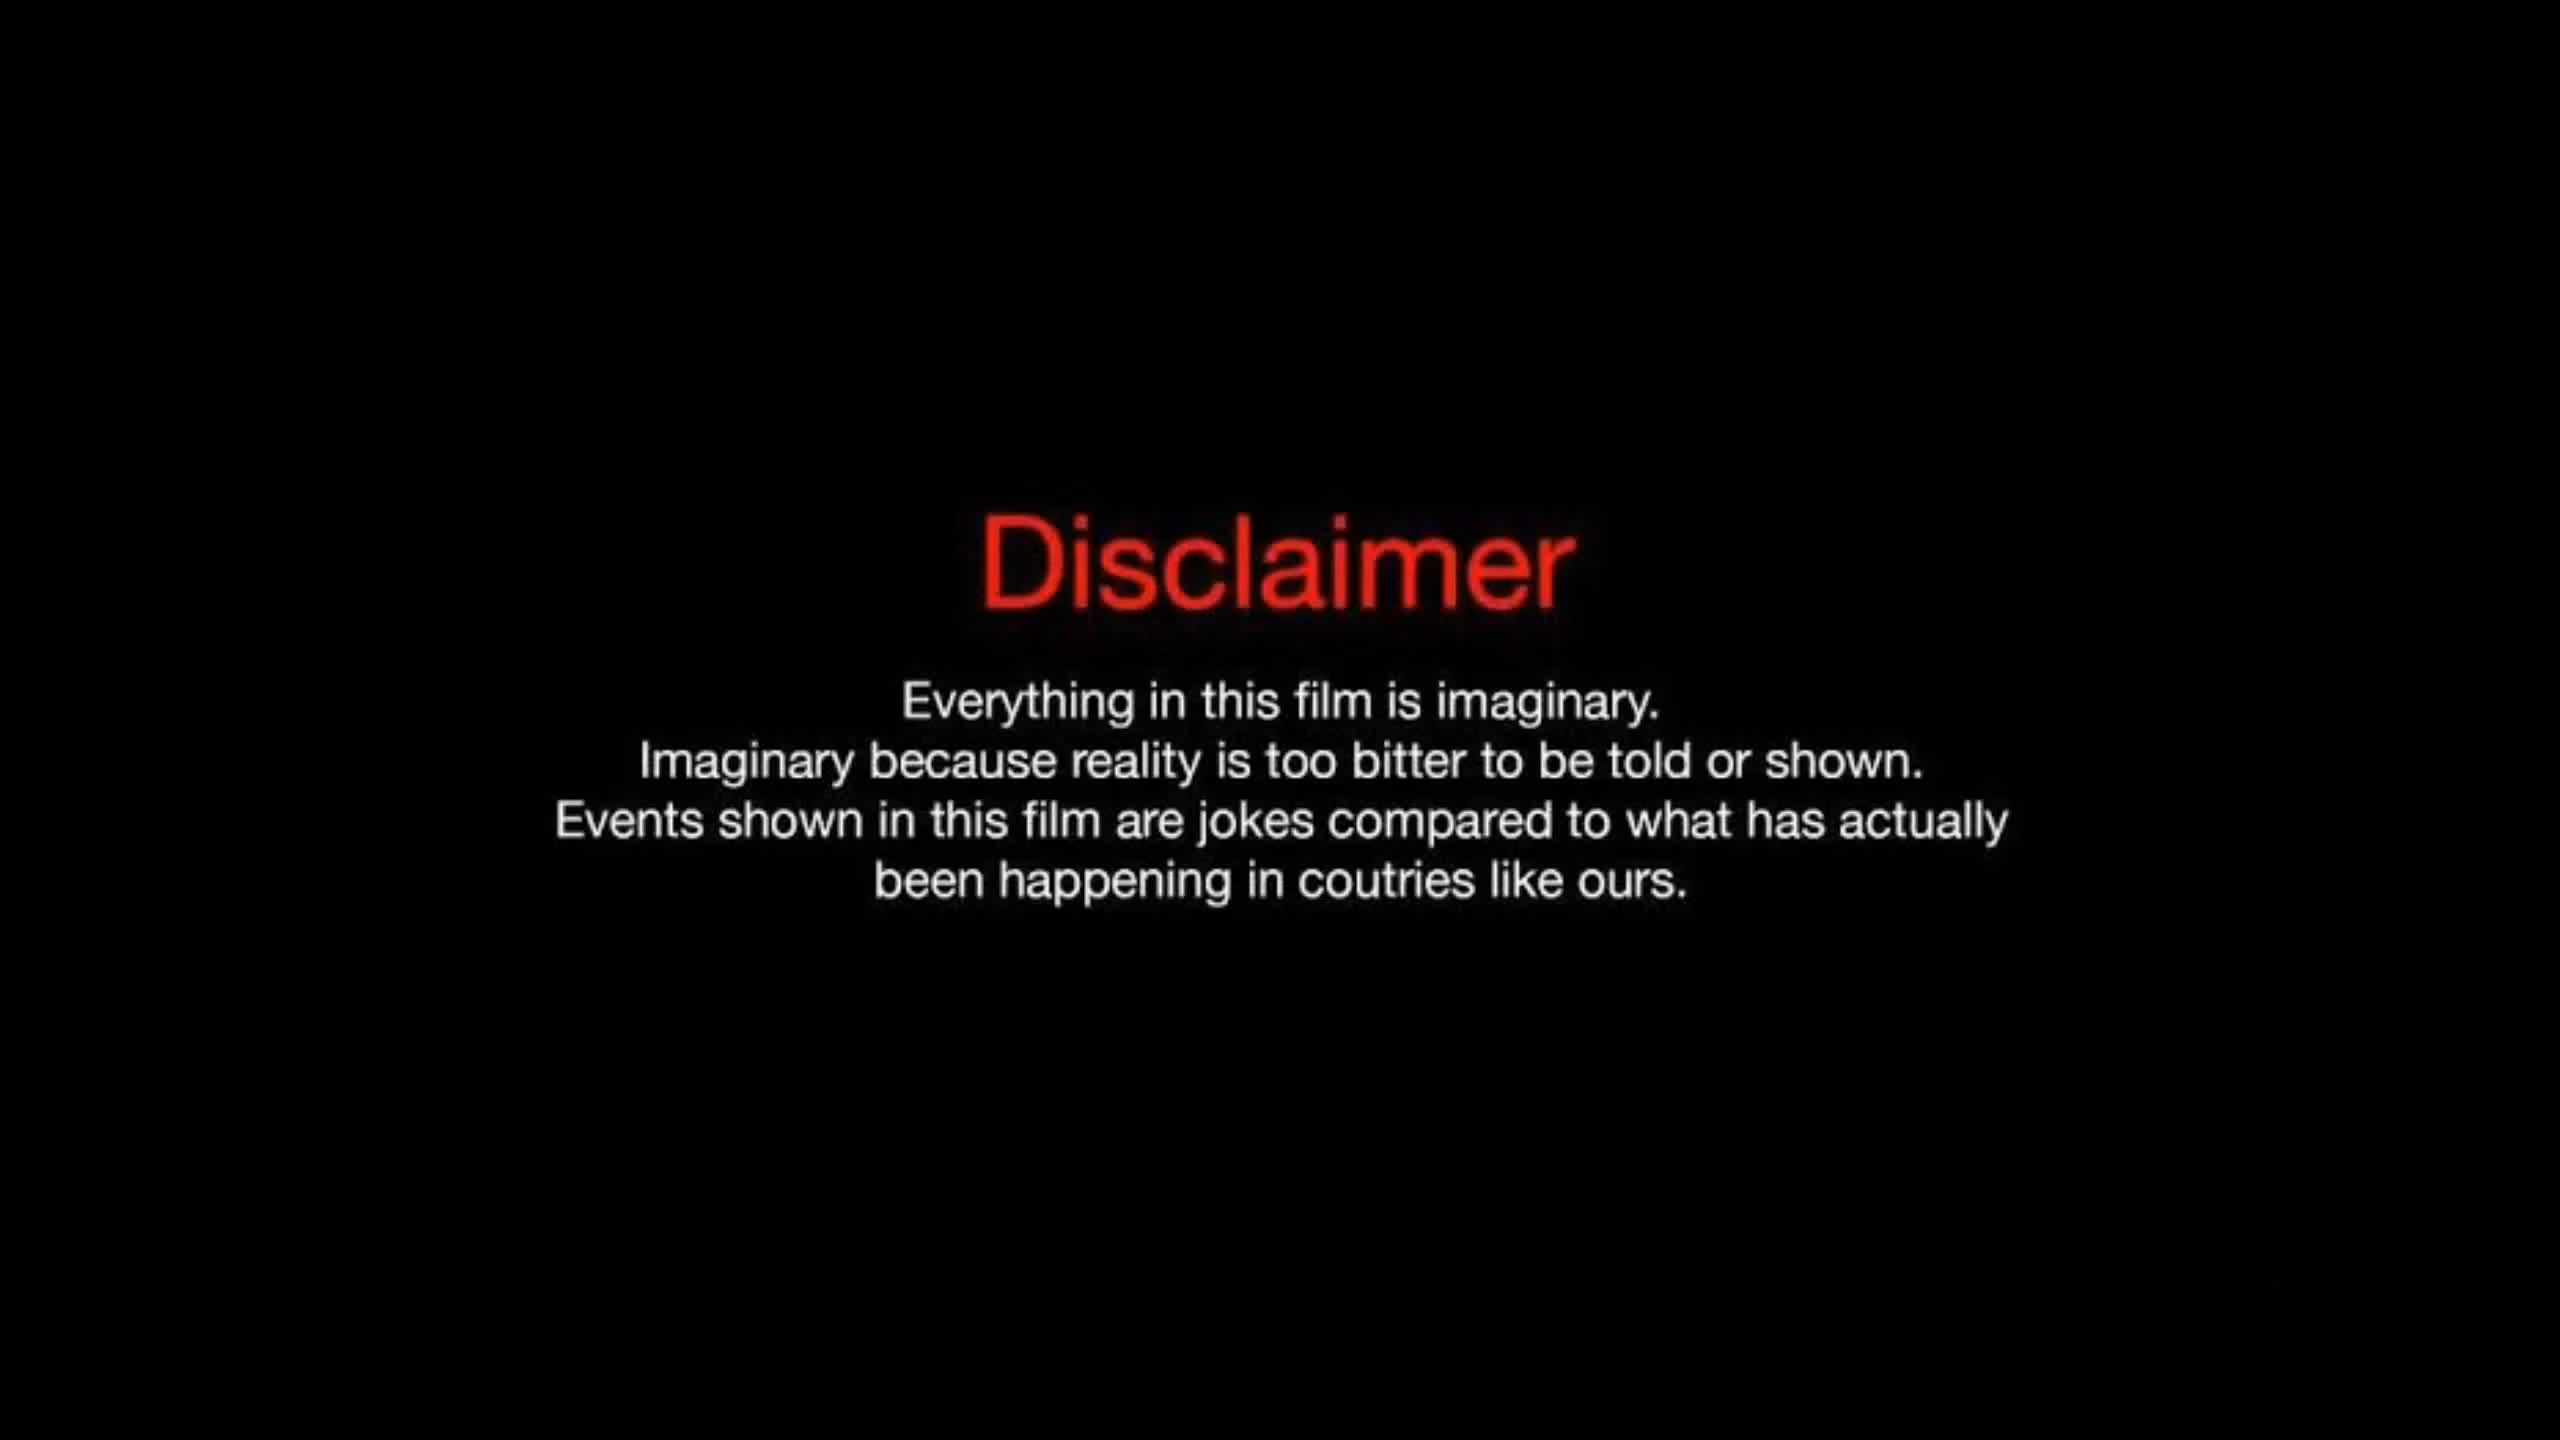 Disclaimer
Everything in this film is imaginary.
Imaginary because reality is too bitter to be told or shown.
Events shown in this film are jokes compared to what has actually
been happening in coutries like ours.